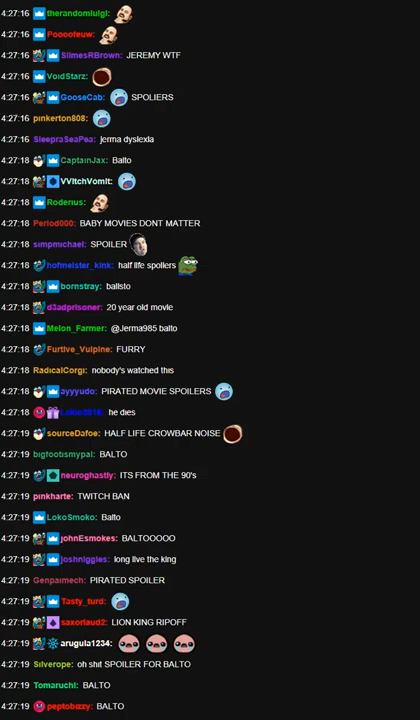 4:27:16 therandomluigi:
4:27:16 Poooofeuw:
4:27:16 SlimesRBrown: JEREMY WTF
4:27:16 VoidStarz:
4:27:16 GooseCab: SPOLIERS
4:27:16 pinkerton808:
4:27:16 SleepraSeaPea: jerma dyslexia
4:27:18 CaptainJax: Balto
4:27:18 VVitchVomit:
4:27:18 Roderius:
4:27:18 Period000: BABY MOVIES DONT MATTER
4:27:18 simpmichael: SPOILER
4:27:18 hofmeister_kink: half life spoilers
4:27:18 bornstray: ballsto
4:27:18 d3adprisoner: 20 year old movie
4:27:18 Melon_Farmer: @Jerma985 balto
4:27:18 Furtive_Vulpine: FURRY
4:27:18 RadicalCorgi: nobody's watched this
4:27:18 ayyyudo: PIRATED MOVIE SPOILERS
4:27:18 he dies
4:27:19 sourceDafoe: HALF LIFE CROWBAR NOISE
4:27:19 bigfootismypal: BALTO
4:27:19 neuroghastly: ITS FROM THE 90's
4:27:19 pinkharte: TWITCH BAN
4:27:19 LokoSmoko: Balto
4:27:19 johnEsmokes: BALTOOOOO
4:27:19 joshniggles: long live the king
4:27:19 Genpaimech: PIRATED SPOILER
4:27:19 Tasty_turd:
4:27:19 saxorlaud2: LION KING RIPOFF
4:27:19 arugula1234:
4:27:19 Silverope: oh shit SPOILER FOR BALTO
4:27:19 Tomaruchi: BALTO
4:27:19 peptobizzy: BALTO